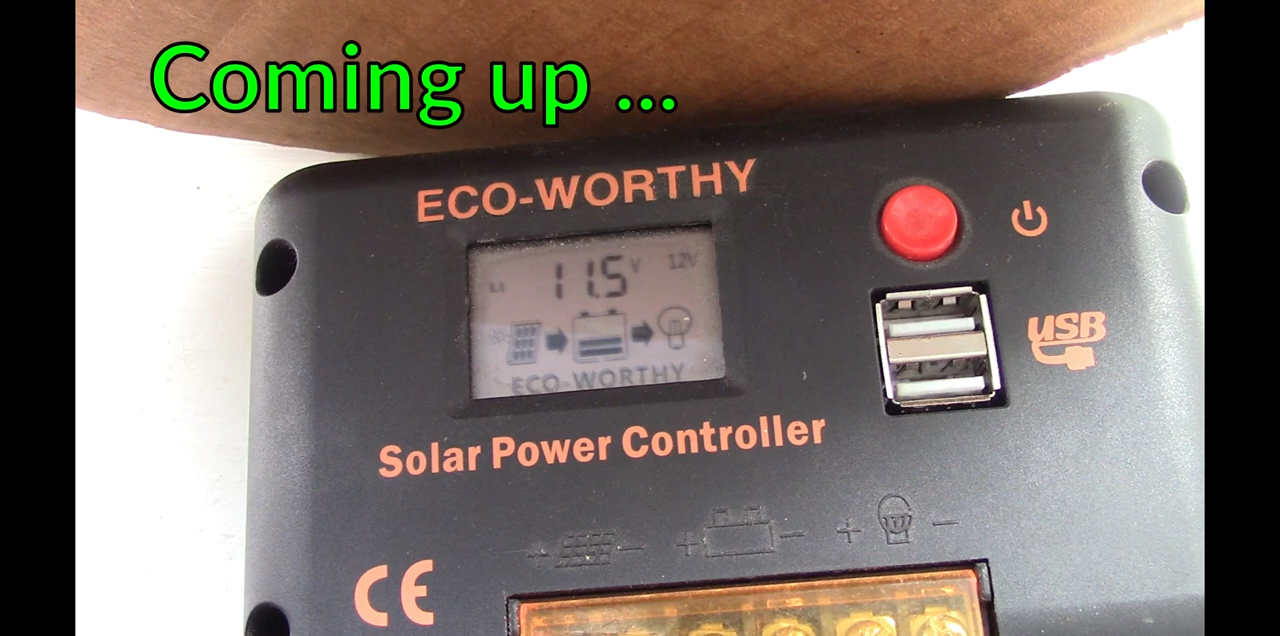 Coming up ...
ECO-WORTHY
11.5 V 12V
ECO-WORTHY
USB
Solar Power Controller
+ - + - + -
CE